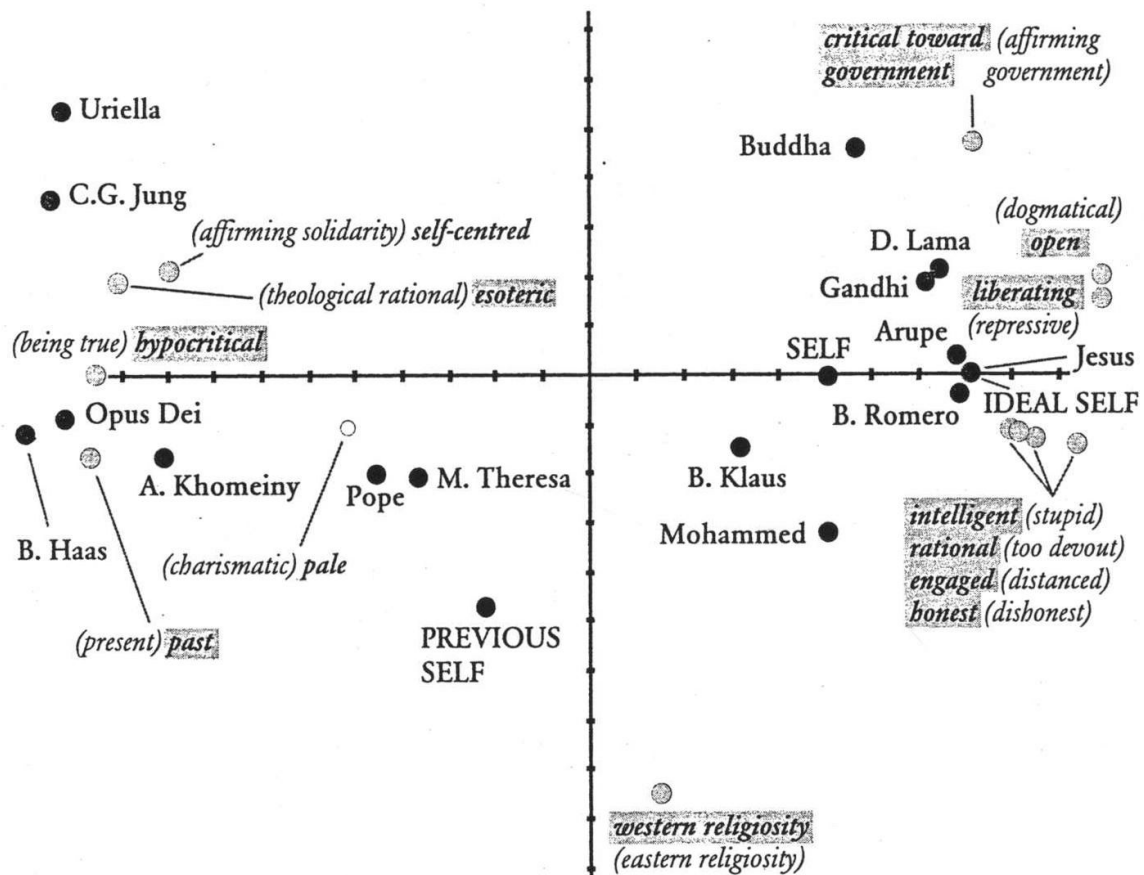 critical toward (affirming
government government)
Uriella
Buddha
C.G. Jung
(affirming solidarity) self-centred
(dogmatical)
open
D. Lama
Gandhi
(theological rational) esoteric
liberating
(repressive)
(being true) hypocritical
Arupe
SELF
Jesus
Opus Dei
B. Romero
IDEAL SELF
A. Khomeiny
Pope
M. Theresa
B. Klaus
B. Haas
Mohammed
intelligent (stupid)
rational (too devout)
engaged (distanced)
honest (dishonest)
(charismatic) pale
(present) past
PREVIOUS
SELF
western religiosity
(eastern religiosity)